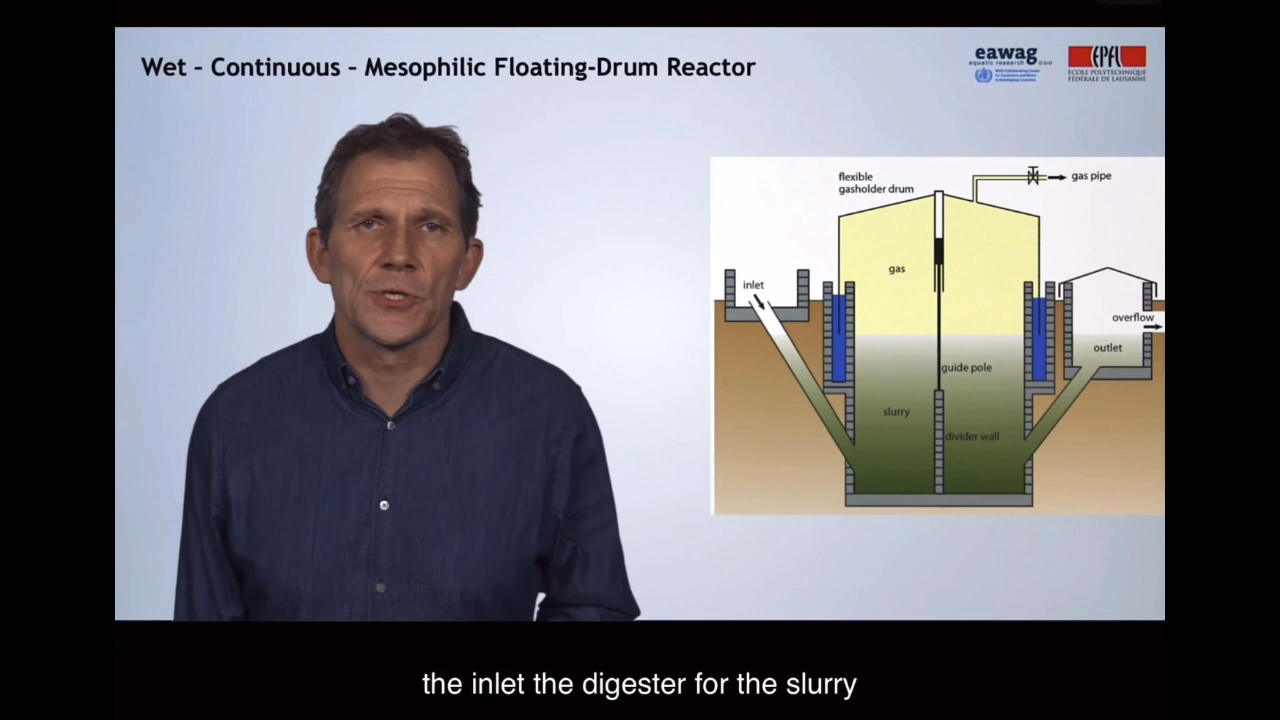 Wet - Continuous - Mesophilic Floating-Drum Reactor
eawag
aquatic research
EPFL
ÉCOLE POLYTECHNIQUE
FÉDÉRALE DE LAUSANNE
flexible
gasholder drum
gas pipe
gas
inlet
overflow
outlet
guide pole
slurry
divider wall
the inlet the digester for the slurry